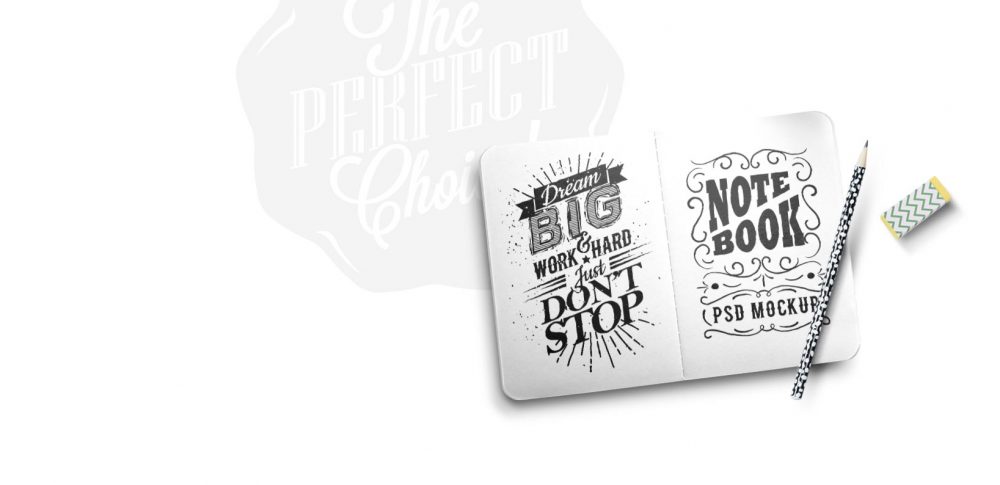 The
PERFECT
Choice
Dream
BIG
&
WORK HARD
Just
DON'T
STOP
NOTE
BOOK
PSD MOCKUP